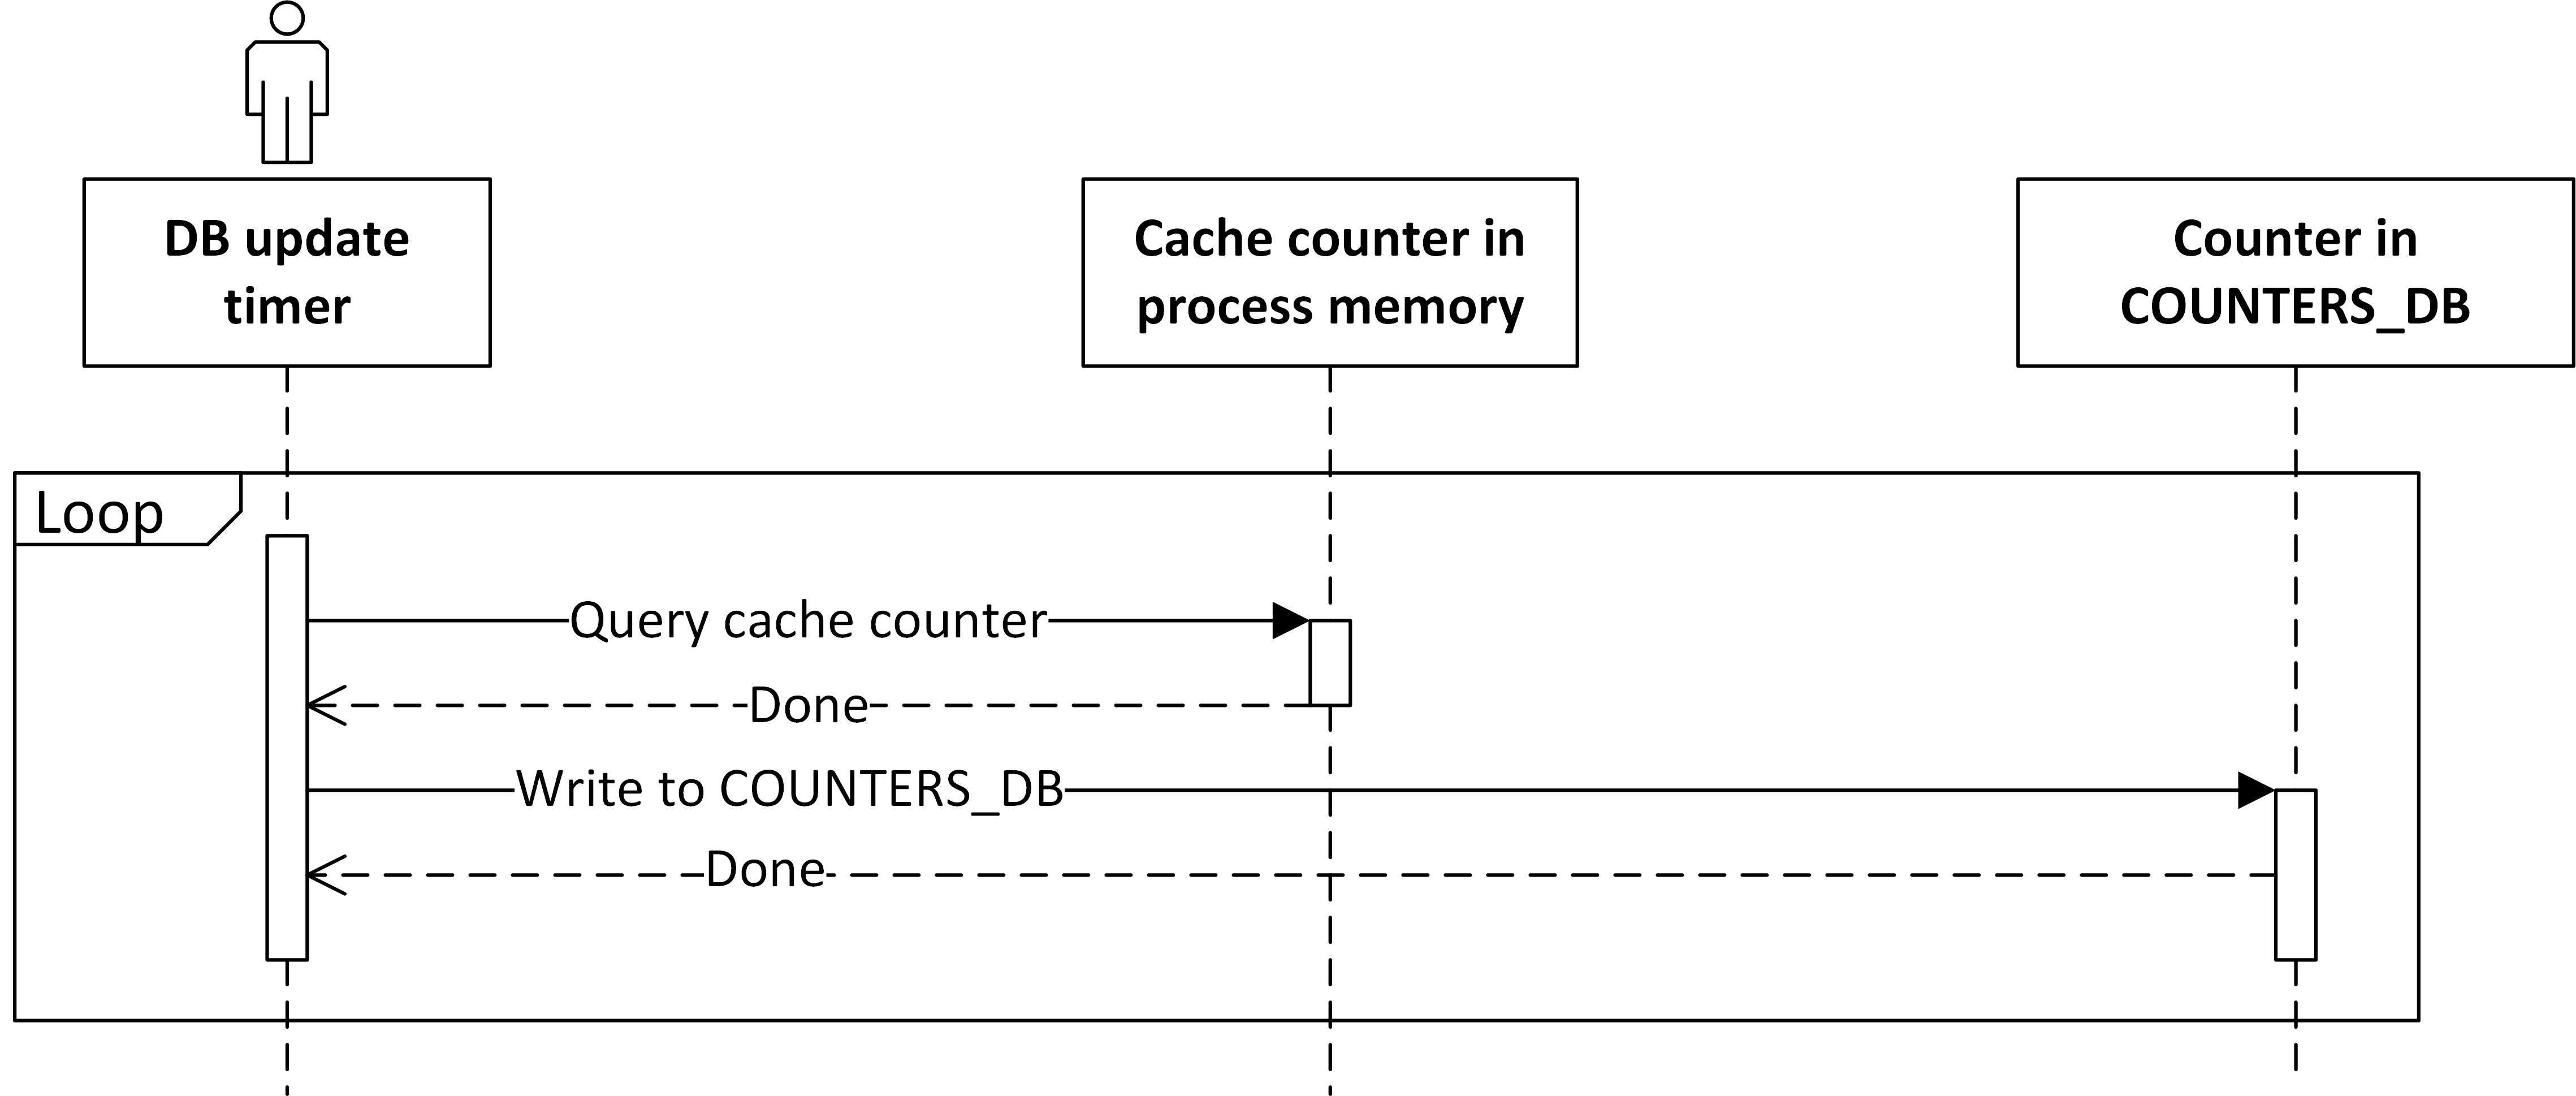 DB update
timer
Cache counter in
process memory
Counter in
COUNTERS_DB
Loop
Query cache counter
Done
Write to COUNTERS_DB
Done